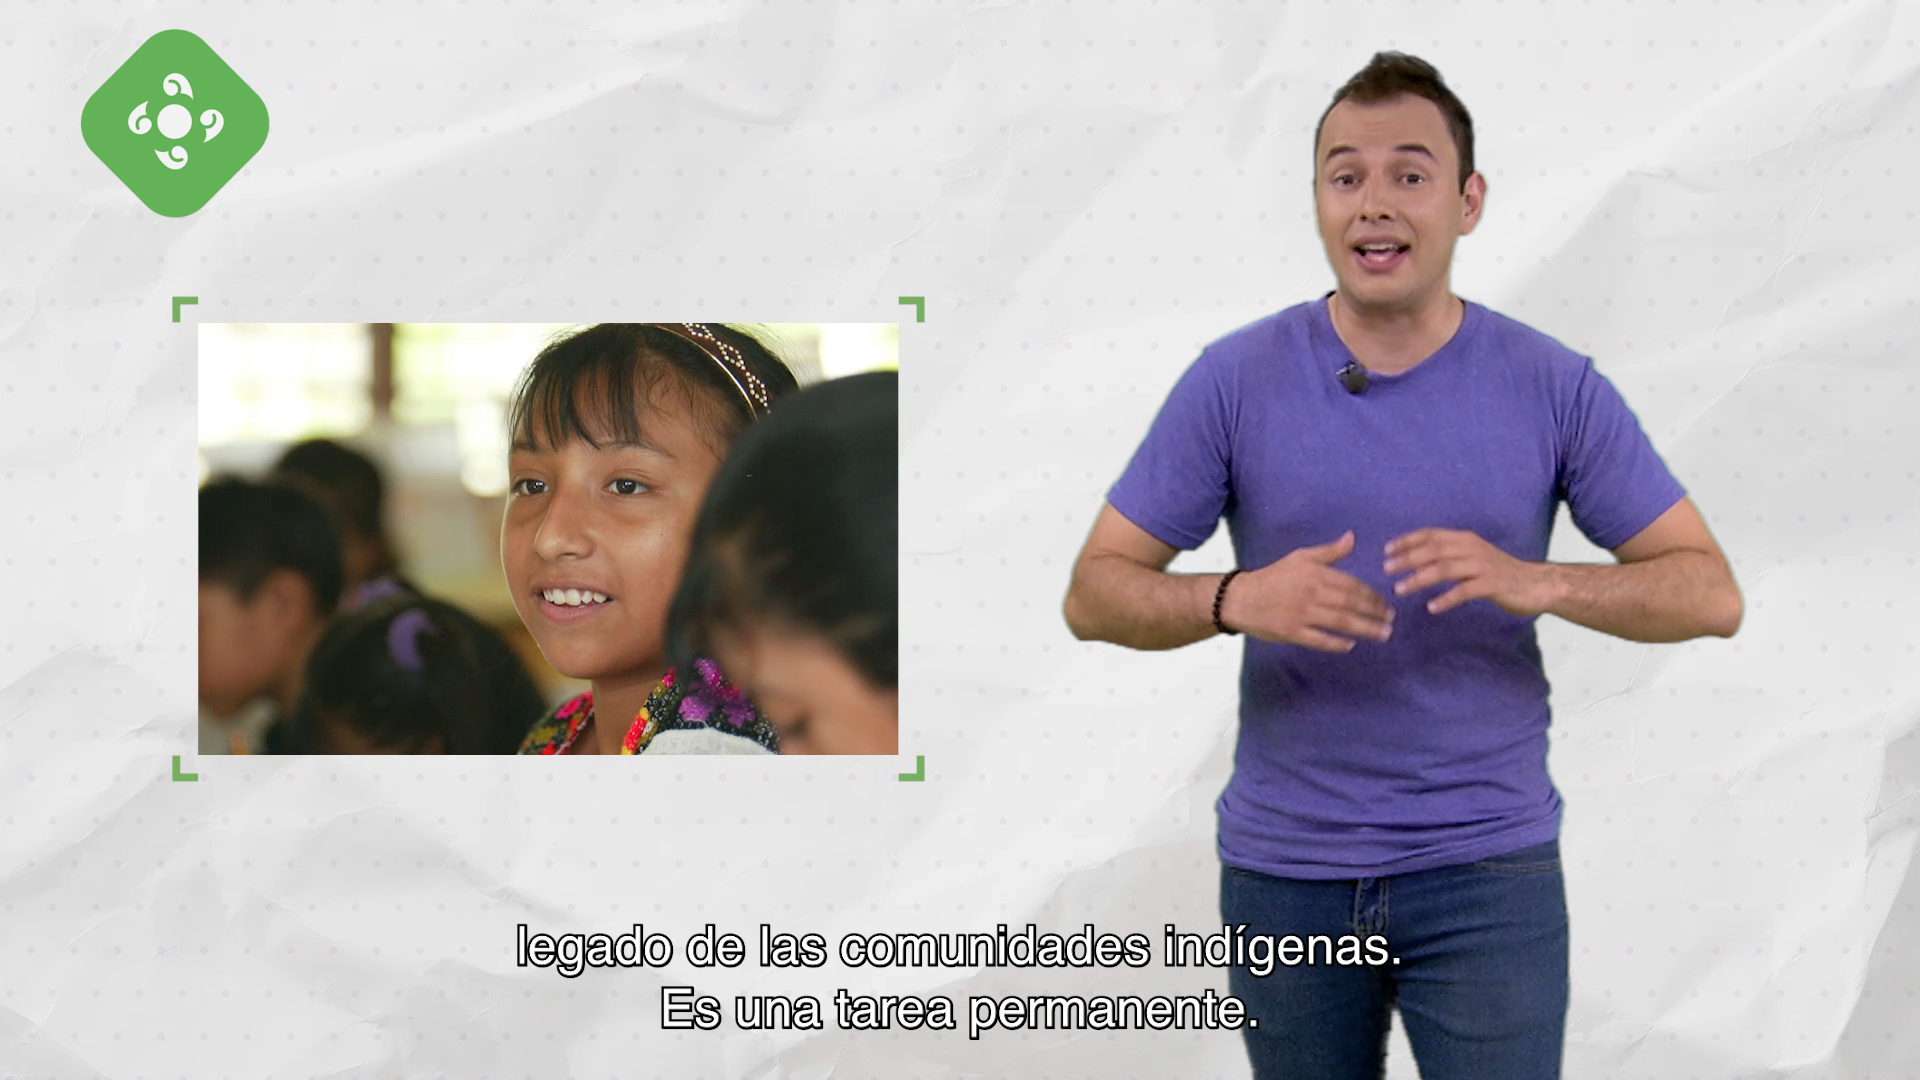 legado de las comunidades indígenas.
Es una tarea permanente.